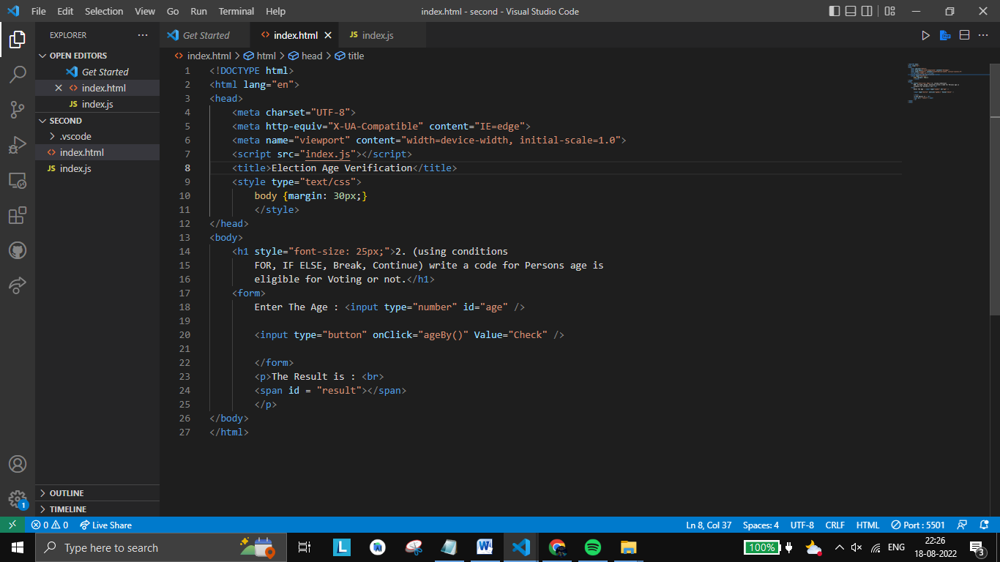 File Edit Selection View Go Run Terminal Help index.html - second - Visual Studio Code
EXPLORER
Get Started index.html JS index.js
OPEN EDITORS
Get Started
index.html
JS index.js
SECOND
.vscode
index.html
JS index.js
OUTLINE
TIMELINE
index.html > html > head > title
1 <!DOCTYPE html>
2 <html lang="en">
3 <head>
4 <meta charset="UTF-8">
5 <meta http-equiv="X-UA-Compatible" content="IE=edge">
6 <meta name="viewport" content="width=device-width, initial-scale=1.0">
7 <script src="index.js"></script>
8 <title>Election Age Verification</title>
9 <style type="text/css">
10 body {margin: 30px;}
11 </style>
12 </head>
13 <body>
14 <h1 style="font-size: 25px;">2. (using conditions
15 FOR, IF ELSE, Break, Continue) write a code for Persons age is
16 eligible for Voting or not.</h1>
17 <form>
18 Enter The Age : <input type="number" id="age" />
19
20 <input type="button" onClick="ageBy()" Value="Check" />
21
22 </form>
23 <p>The Result is : <br>
24 <span id = "result"></span>
25 </p>
26 </body>
27 </html>
1
0 0 Live Share Ln 8, Col 37 Spaces: 4 UTF-8 CRLF HTML Port : 5501
Type here to search L W 100% ENG 22:26
18-08-2022
3